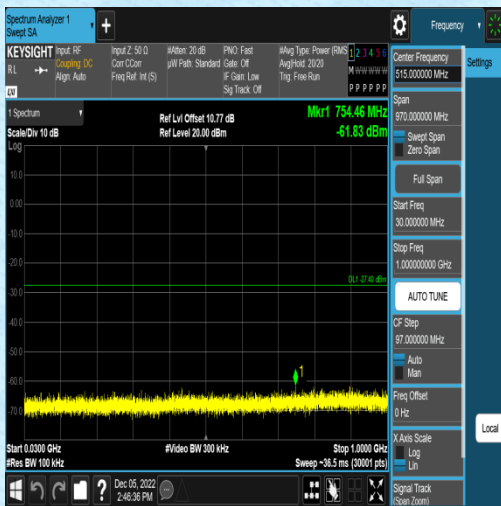 Spectrum Analyzer 1
Swept SA
Frequency
KEYSIGHT
R L
Input: RF
Coupling: DC
Align: Auto
Input Z: 50 Ω
Corr CCorr
Freq Ref: Int (S)
#Atten: 20 dB
µW Path: Standard
PNO: Fast
Gate: Off
IF Gain: Low
Sig Track: Off
#Avg Type: Power (RMS
Avg|Hold: 20/20
Trig: Free Run
1 2 3 4 5 6
M W W W W W
P P P P P P
Settings
Center Frequency
515.000000 MHz
Span
970.000000 MHz
Swept Span
Zero Span
Full Span
Start Freq
30.000000 MHz
Stop Freq
1.000000000 GHz
AUTO TUNE
CF Step
97.000000 MHz
Auto
Man
Freq Offset
0 Hz
X Axis Scale
Log
Lin
Signal Track
(Span Zoom)
Local
1 Spectrum
Scale/Div 10 dB
Log
Ref Lvl Offset 10.77 dB
Ref Level 20.00 dBm
Mkr1 754.46 MHz
-61.83 dBm
10.0
0.00
-10.0
-20.0
-30.0
-40.0
-50.0
-60.0
-70.0
1
Start 0.0300 GHz
#Res BW 100 kHz
#Video BW 300 kHz
Stop 1.0000 GHz
Sweep ~36.5 ms (30001 pts)
?
Dec 05, 2022
2:46:36 PM